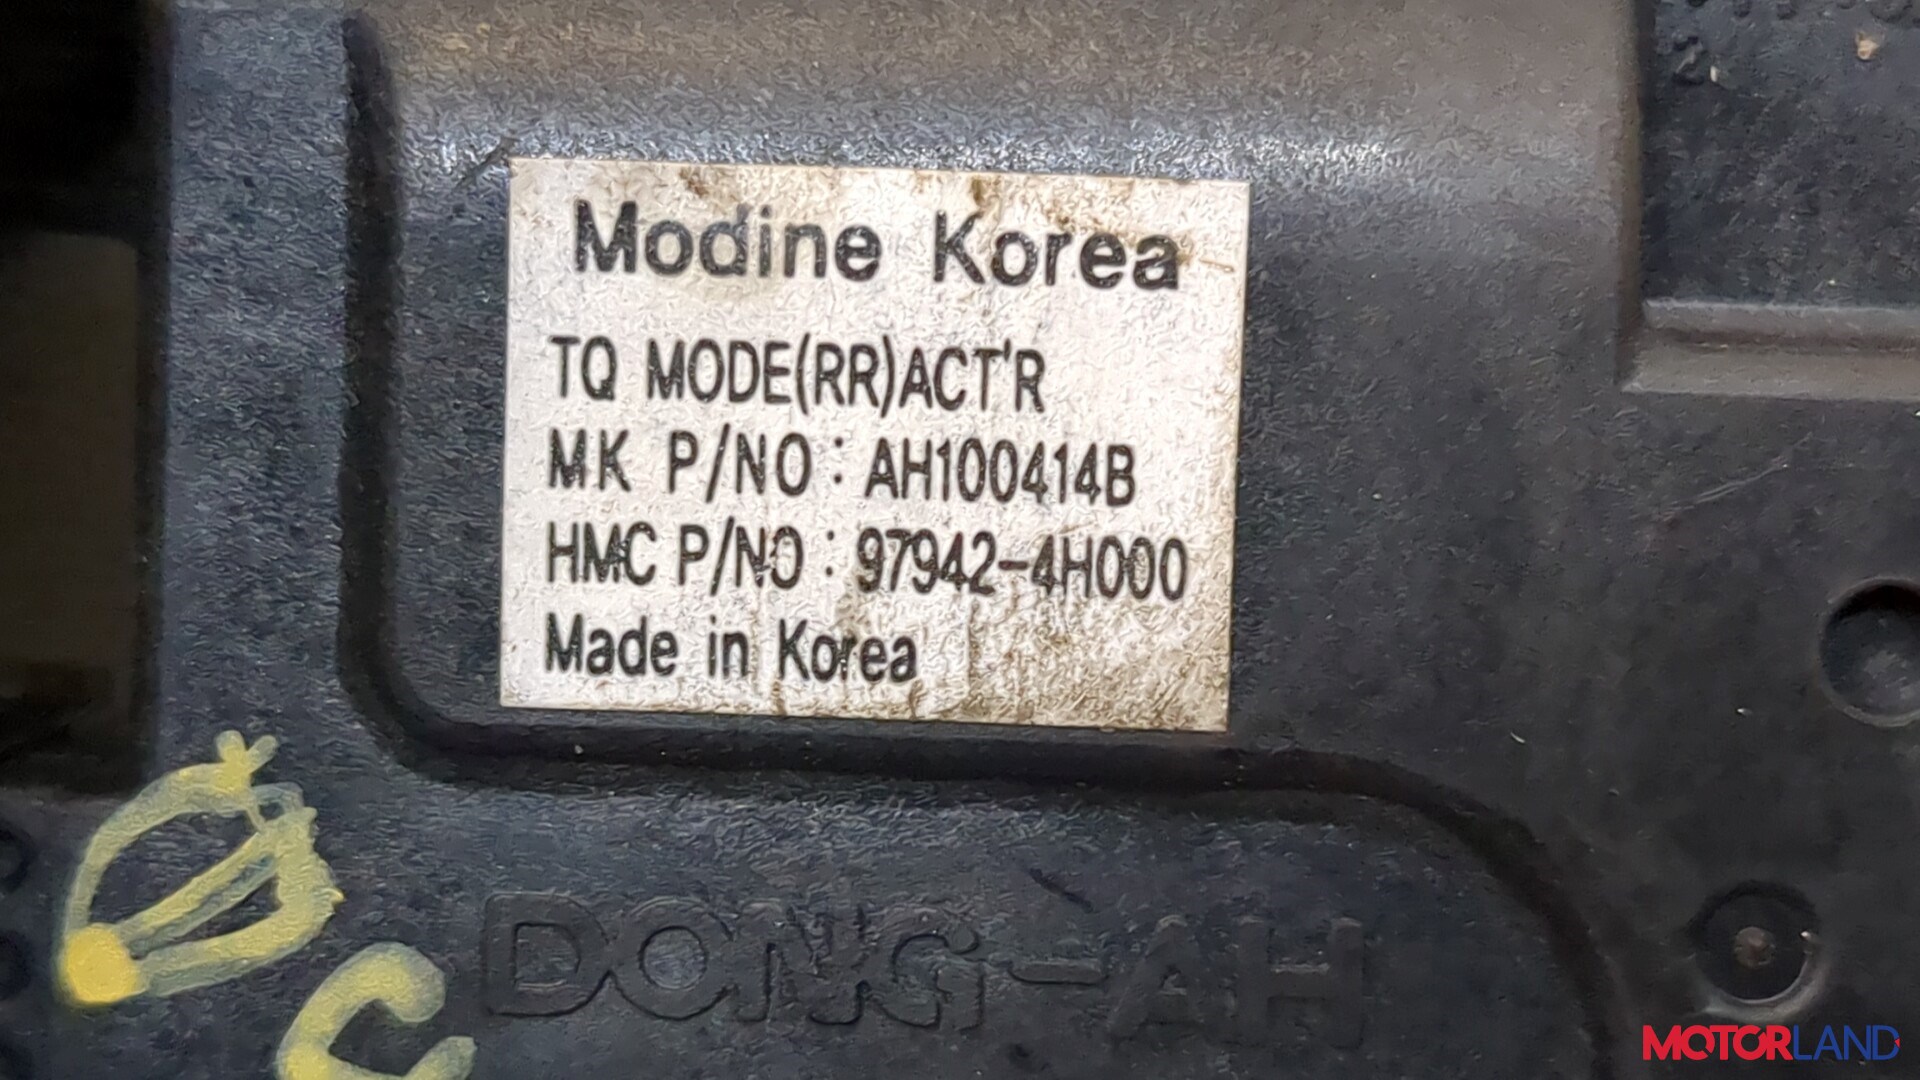 Modine Korea
TQ MODE(RR)ACT'R
MK P/NO : AH100414B
HMC P/NO : 97942-4H000
Made in Korea
DONG-AH
MOTORLAND